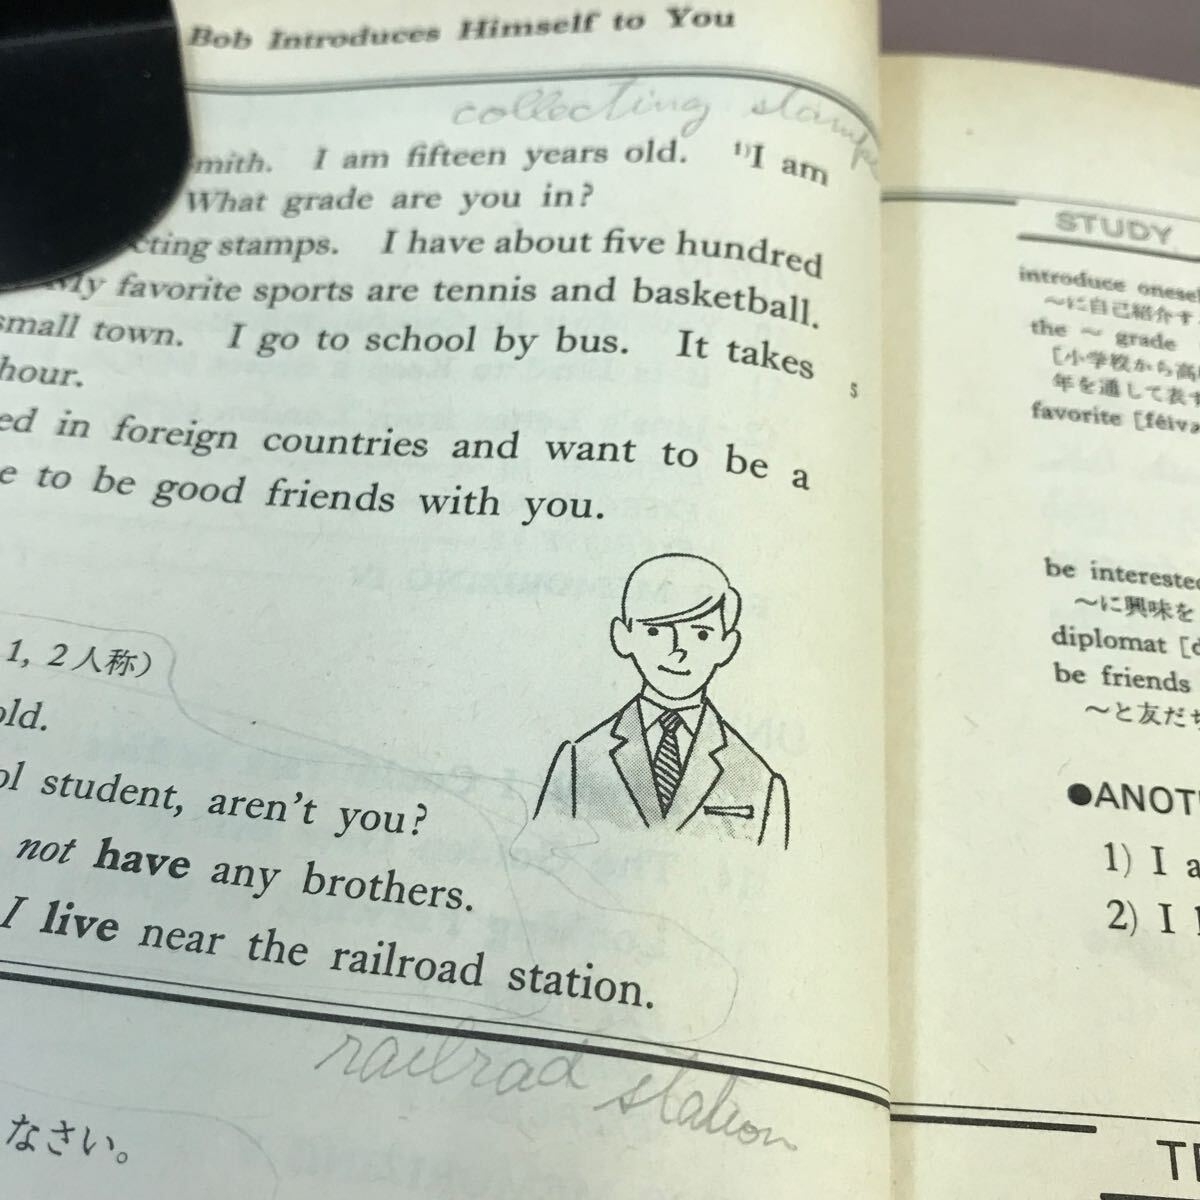 Bob Introduces Himself to You
collecting stamps
mith. I am fifteen years old. 1)I am
What grade are you in?
cting stamps. I have about five hundred
My favorite sports are tennis and basketball.
small town. I go to school by bus. It takes
hour.
5
ed in foreign countries and want to be a
e to be good friends with you.
1, 2人称)
old.
ol student, aren't you?
not have any brothers.
I live near the railroad station.
railrad station
なさい。
STUDY
introduce onesel
〜に自己紹介す
the 〜 grade
[小学校から高
年を通して表す
favorite [féivə
be interested
〜に興味を
diplomat [d
be friends
〜と友だち
●ANOT
1) I a
2) I